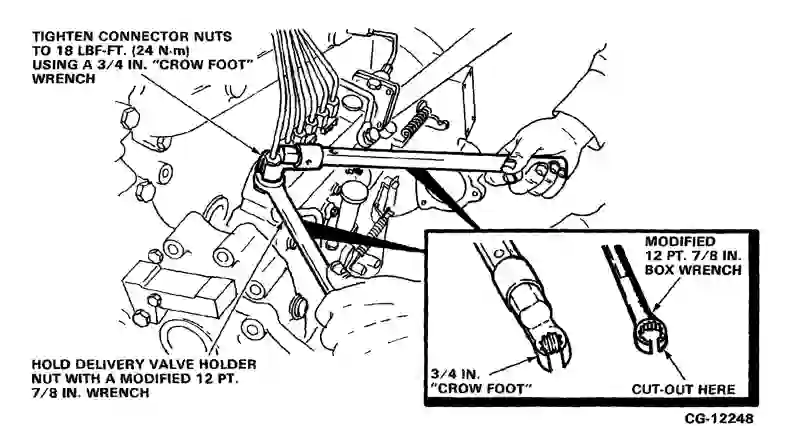 TIGHTEN CONNECTOR NUTS
TO 18 LBF-FT. (24 N·m)
USING A 3/4 IN. "CROW FOOT"
WRENCH
HOLD DELIVERY VALVE HOLDER
NUT WITH A MODIFIED 12 PT.
7/8 IN. WRENCH
MODIFIED
12 PT. 7/8 IN.
BOX WRENCH
3/4 IN.
"CROW FOOT"
CUT-OUT HERE
CG-12248